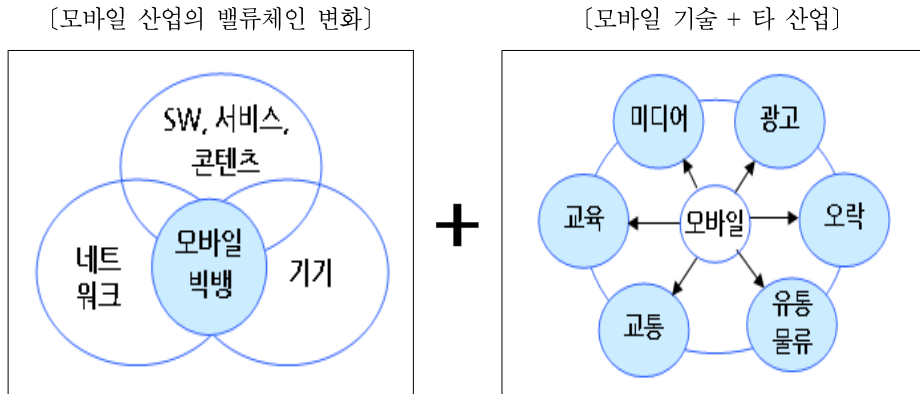 〔모바일 산업의 밸류체인 변화〕
〔모바일 기술 + 타 산업〕
SW, 서비스,
콘텐츠
네트
워크
모바일
빅뱅
기기
+
미디어
광고
교육
모바일
오락
교통
유통
물류